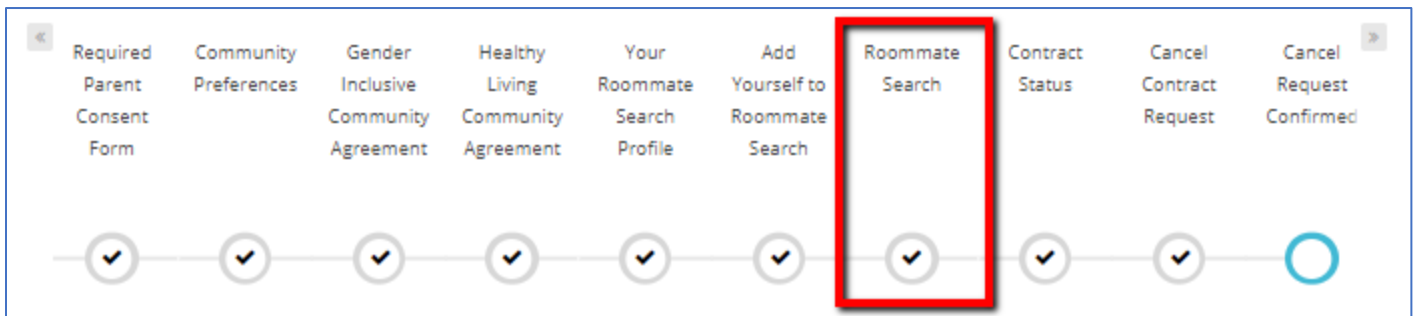 «
Required
Parent
Consent
Form
Community
Preferences
Gender
Inclusive
Community
Agreement
Healthy
Living
Community
Agreement
Your
Roommate
Search
Profile
Add
Yourself to
Roommate
Search
Roommate
Search
Contract
Status
Cancel
Contract
Request
Cancel
Request
Confirmed
»